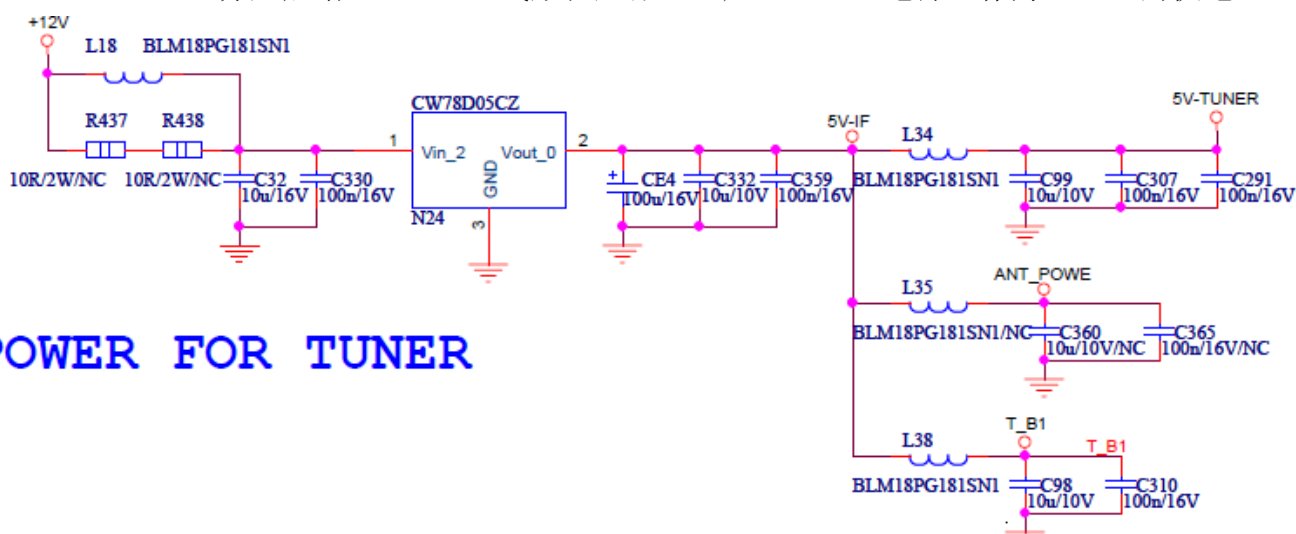 +12V
L18 BLM18PG181SN1
R437 R438
10R/2W/NC 10R/2W/NC
C32
10u/16V
C330
100n/16V
CW78D05CZ
1 Vin_2 Vout_0 2
GND
3
N24
+
CE4
100u/16V
C332
10u/10V
C359
100n/16V
5V-IF
L34
BLM18PG181SN1
5V-TUNER
C99
10u/10V
C307
100n/16V
C291
100n/16V
ANT_POWE
L35
BLM18PG181SN1/NC
C360
10u/10V/NC
C365
100n/16V/NC
T_B1
L38
T_B1
BLM18PG181SN1
C98
10u/10V
C310
100n/16V
POWER FOR TUNER